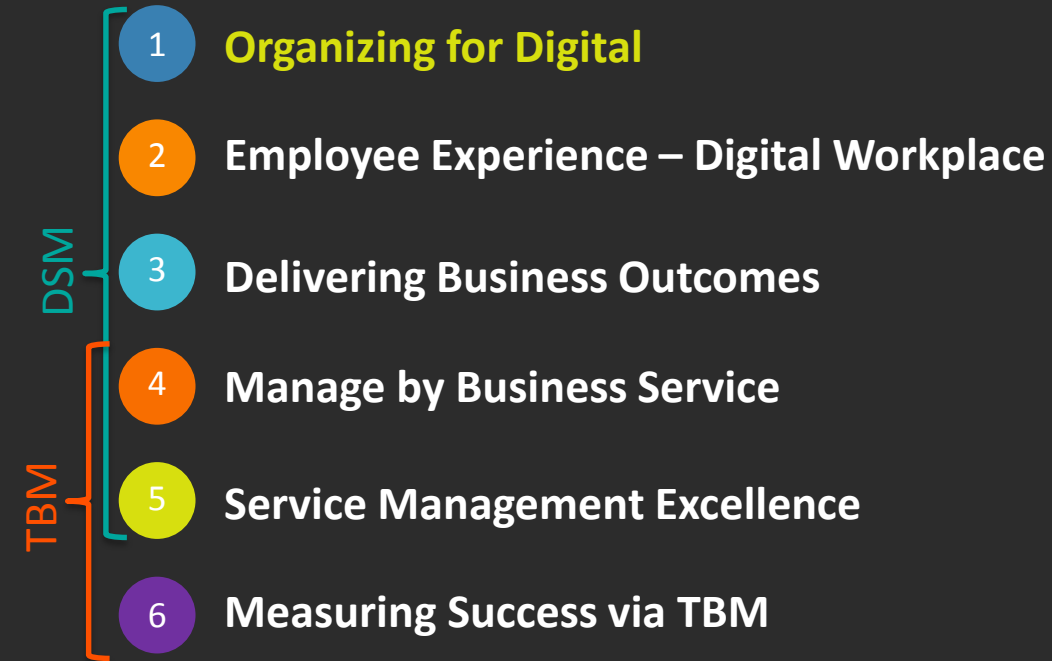 1 Organizing for Digital
2 Employee Experience – Digital Workplace
3 Delivering Business Outcomes
4 Manage by Business Service
5 Service Management Excellence
6 Measuring Success via TBM
DSM
TBM